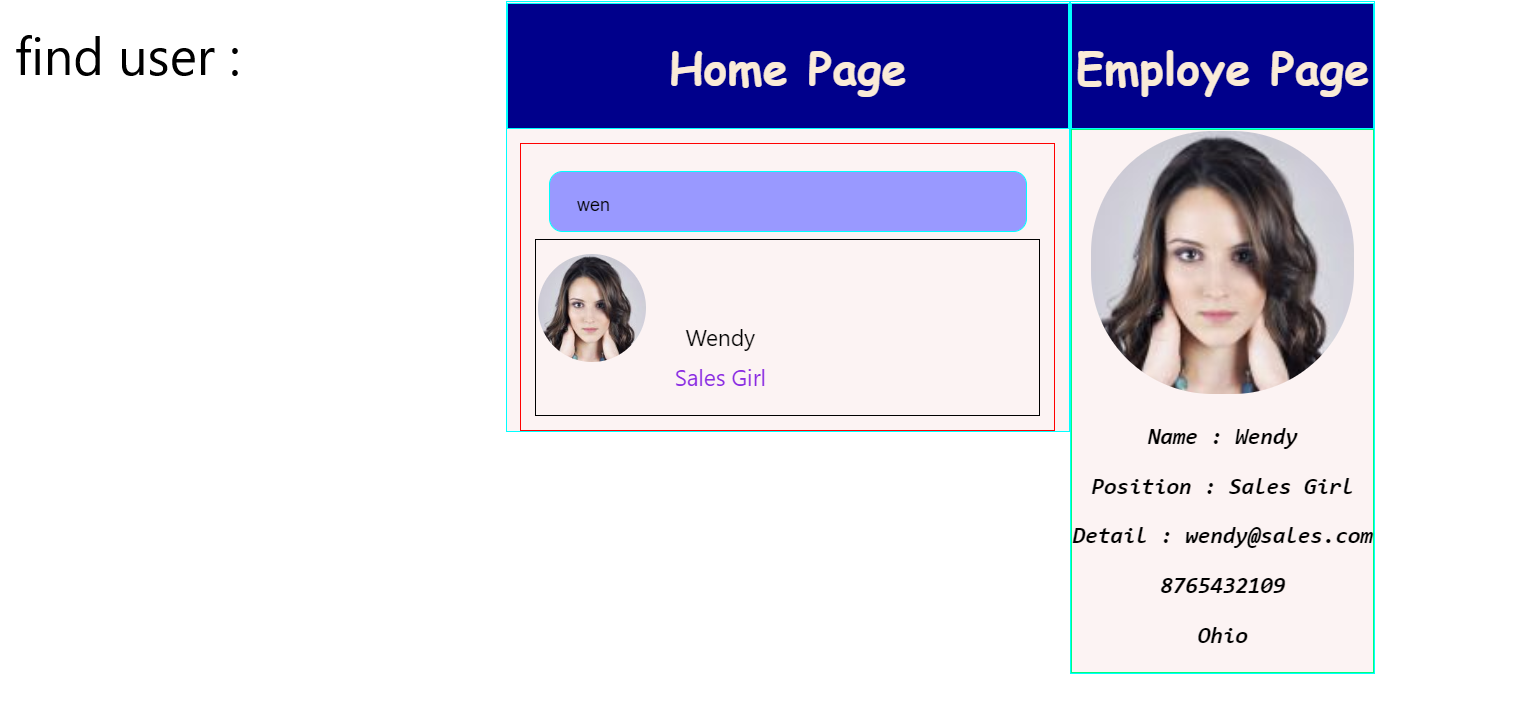 find user :
Home Page
wen
Wendy
Sales Girl
Employe Page
Name : Wendy
Position : Sales Girl
Detail : wendy@sales.com
8765432109
Ohio